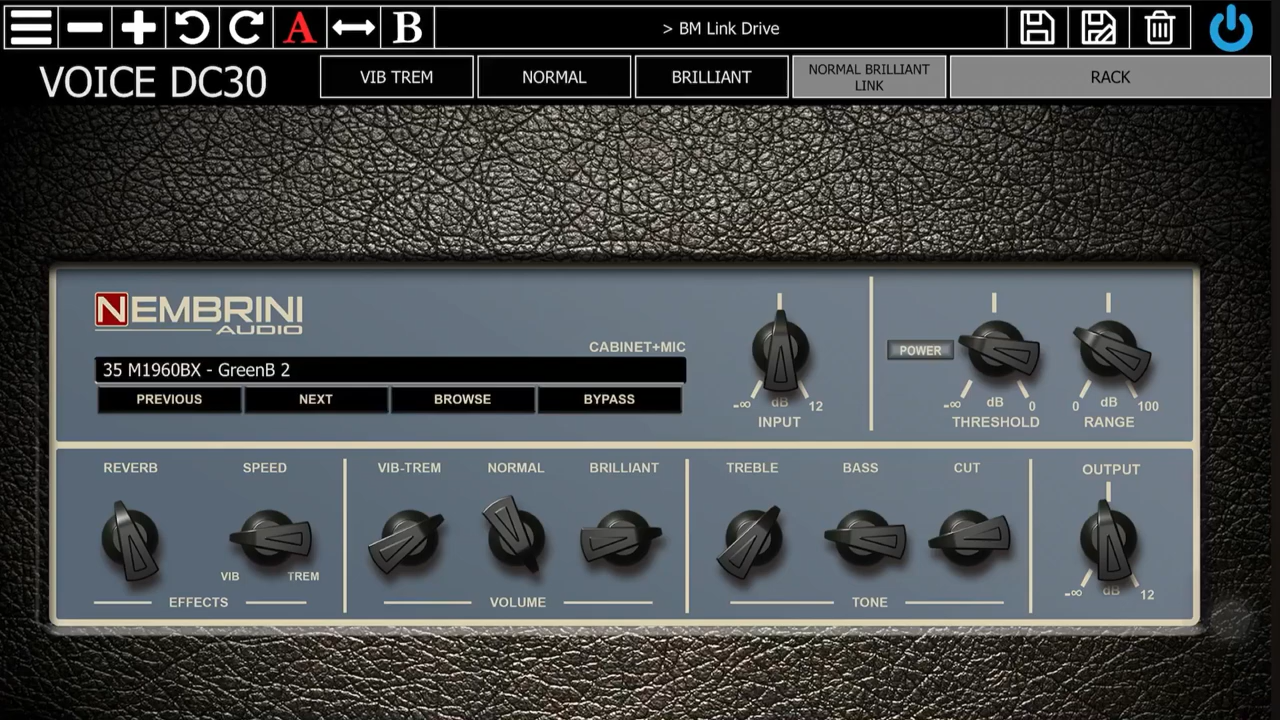 A
B
> BM Link Drive
VOICE DC30
VIB TREM
NORMAL
BRILLIANT
NORMAL BRILLIANT
LINK
RACK
NEMBRINI
AUDIO
CABINET+MIC
35 M1960BX - GreenB 2
PREVIOUS
NEXT
BROWSE
BYPASS
-∞
dB
12
INPUT
POWER
-∞
dB
0
THRESHOLD
0
dB
100
RANGE
REVERB
SPEED
VIB
TREM
EFFECTS
VIB-TREM
NORMAL
BRILLIANT
VOLUME
TREBLE
BASS
CUT
TONE
OUTPUT
-∞
dB
12